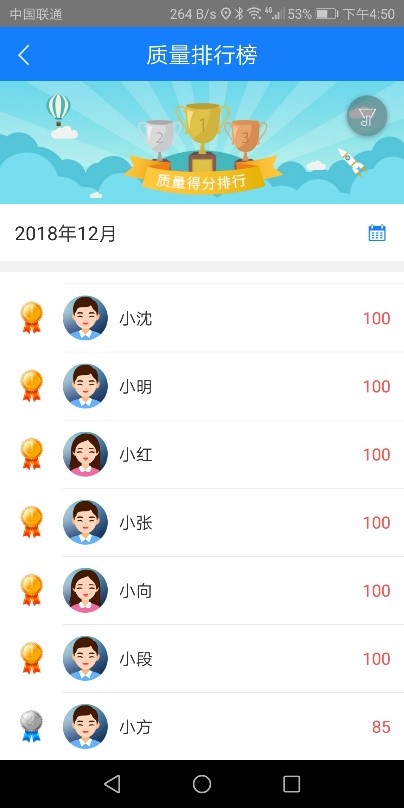 中国联通 264 B/s 4G 53% 下午4:50
质量排行榜
2 1 3
质量得分排行
2018年12月
小沈 100
小明 100
小红 100
小张 100
小向 100
小段 100
小方 85